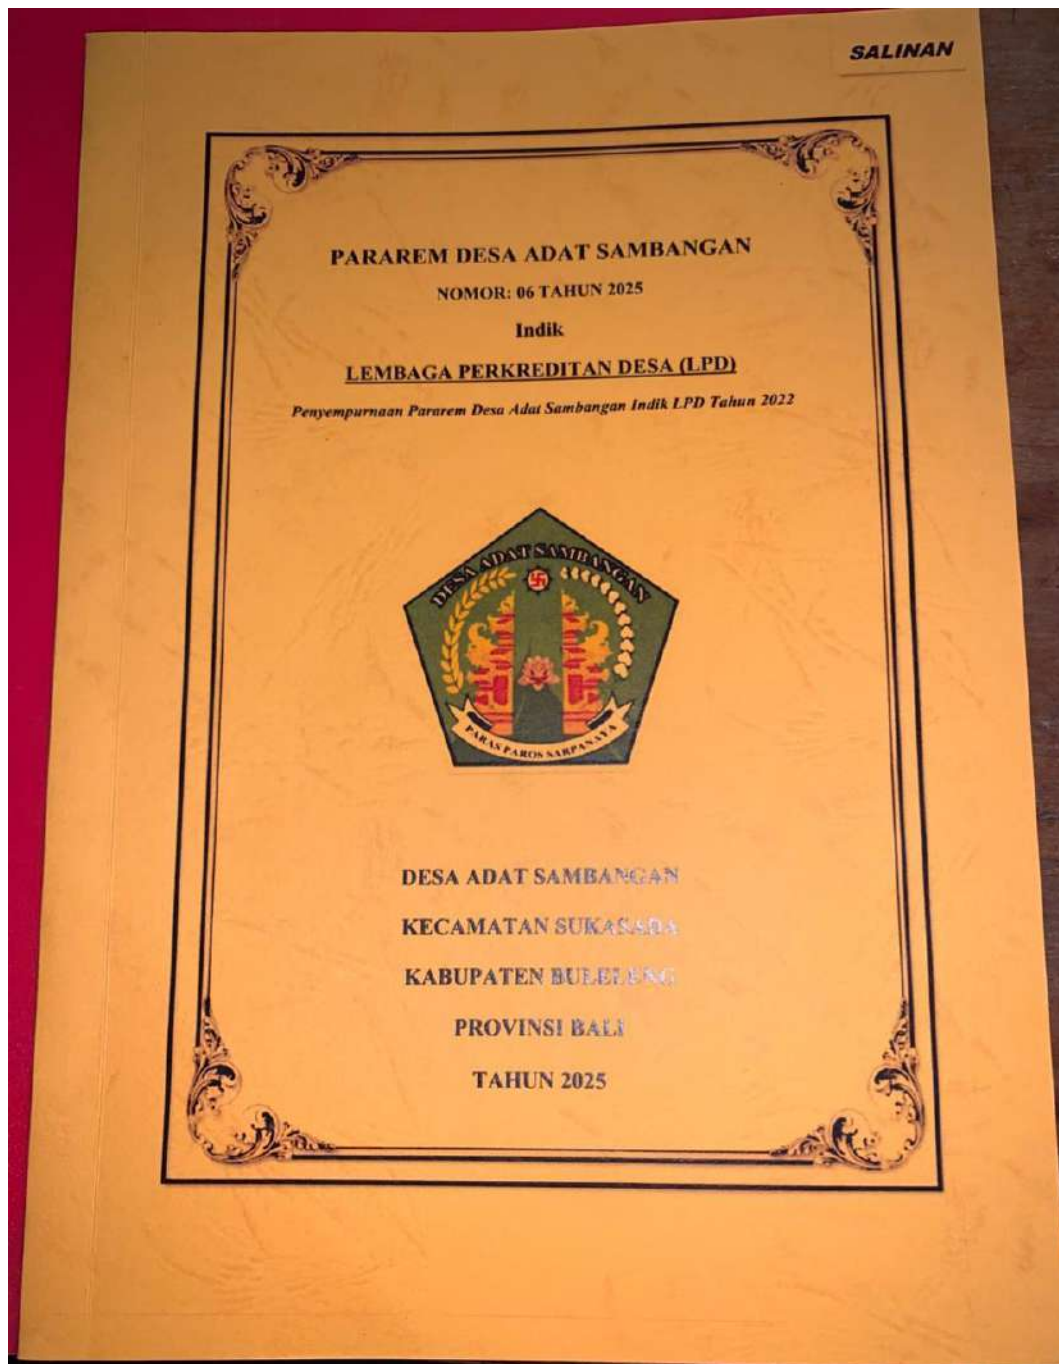 SALINAN
PARAREM DESA ADAT SAMBANGAN
NOMOR: 06 TAHUN 2025
Indik
LEMBAGA PERKREDITAN DESA (LPD)
Penyempurnaan Pararem Desa Adat Sambangan Indik LPD Tahun 2022
DESA ADAT SAMBANGAN
PARAS PAROS SARPANAYA
DESA ADAT SAMBANGAN
KECAMATAN SUKASADA
KABUPATEN BULELENG
PROVINSI BALI
TAHUN 2025